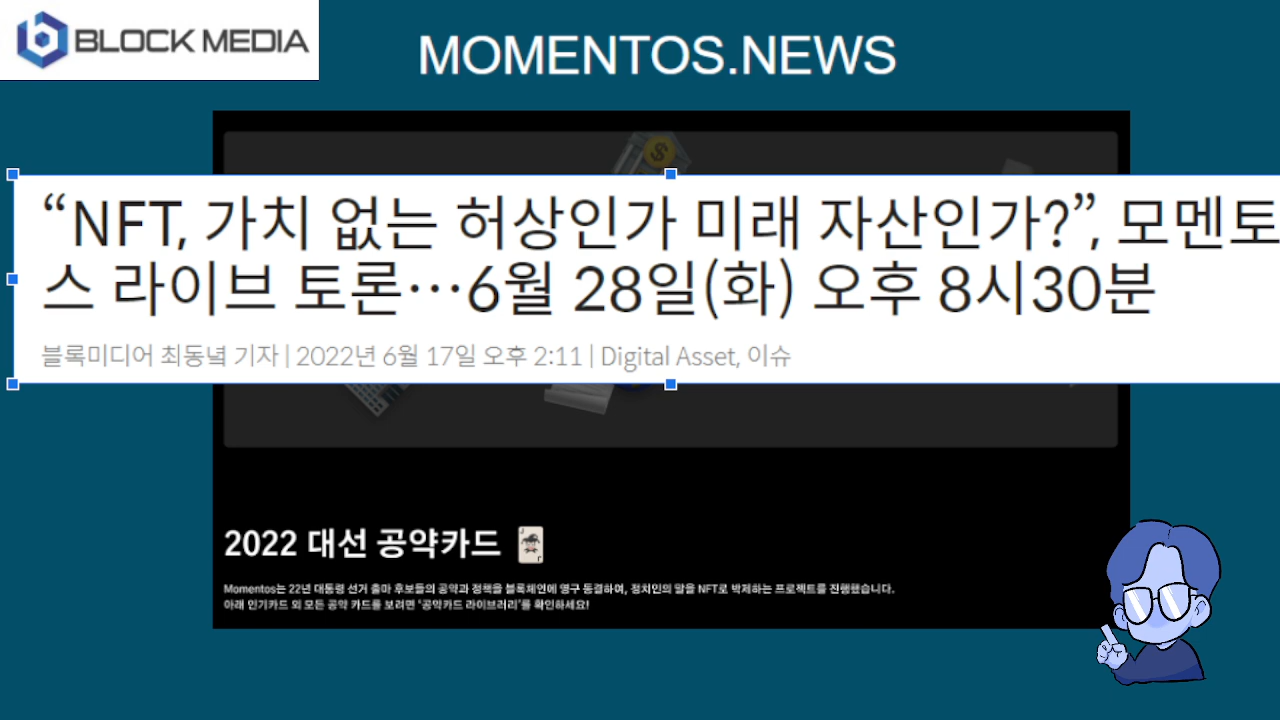 BLOCK MEDIA
MOMENTOS.NEWS
“NFT, 가치 없는 허상인가 미래 자산인가?”, 모멘토
스 라이브 토론…6월 28일(화) 오후 8시30분
블록미디어 최동녘 기자 | 2022년 6월 17일 오후 2:11 | Digital Asset, 이슈
2022 대선 공약카드
Momentos는 22년 대통령 선거 출마 후보들의 공약과 정책을 블록체인에 영구 동결하여, 정치인의 말을 NFT로 박제하는 프로젝트를 진행했습니다.
아래 인기카드 외 모든 공약 카드를 보려면 '공약카드 라이브러리'를 확인하세요!